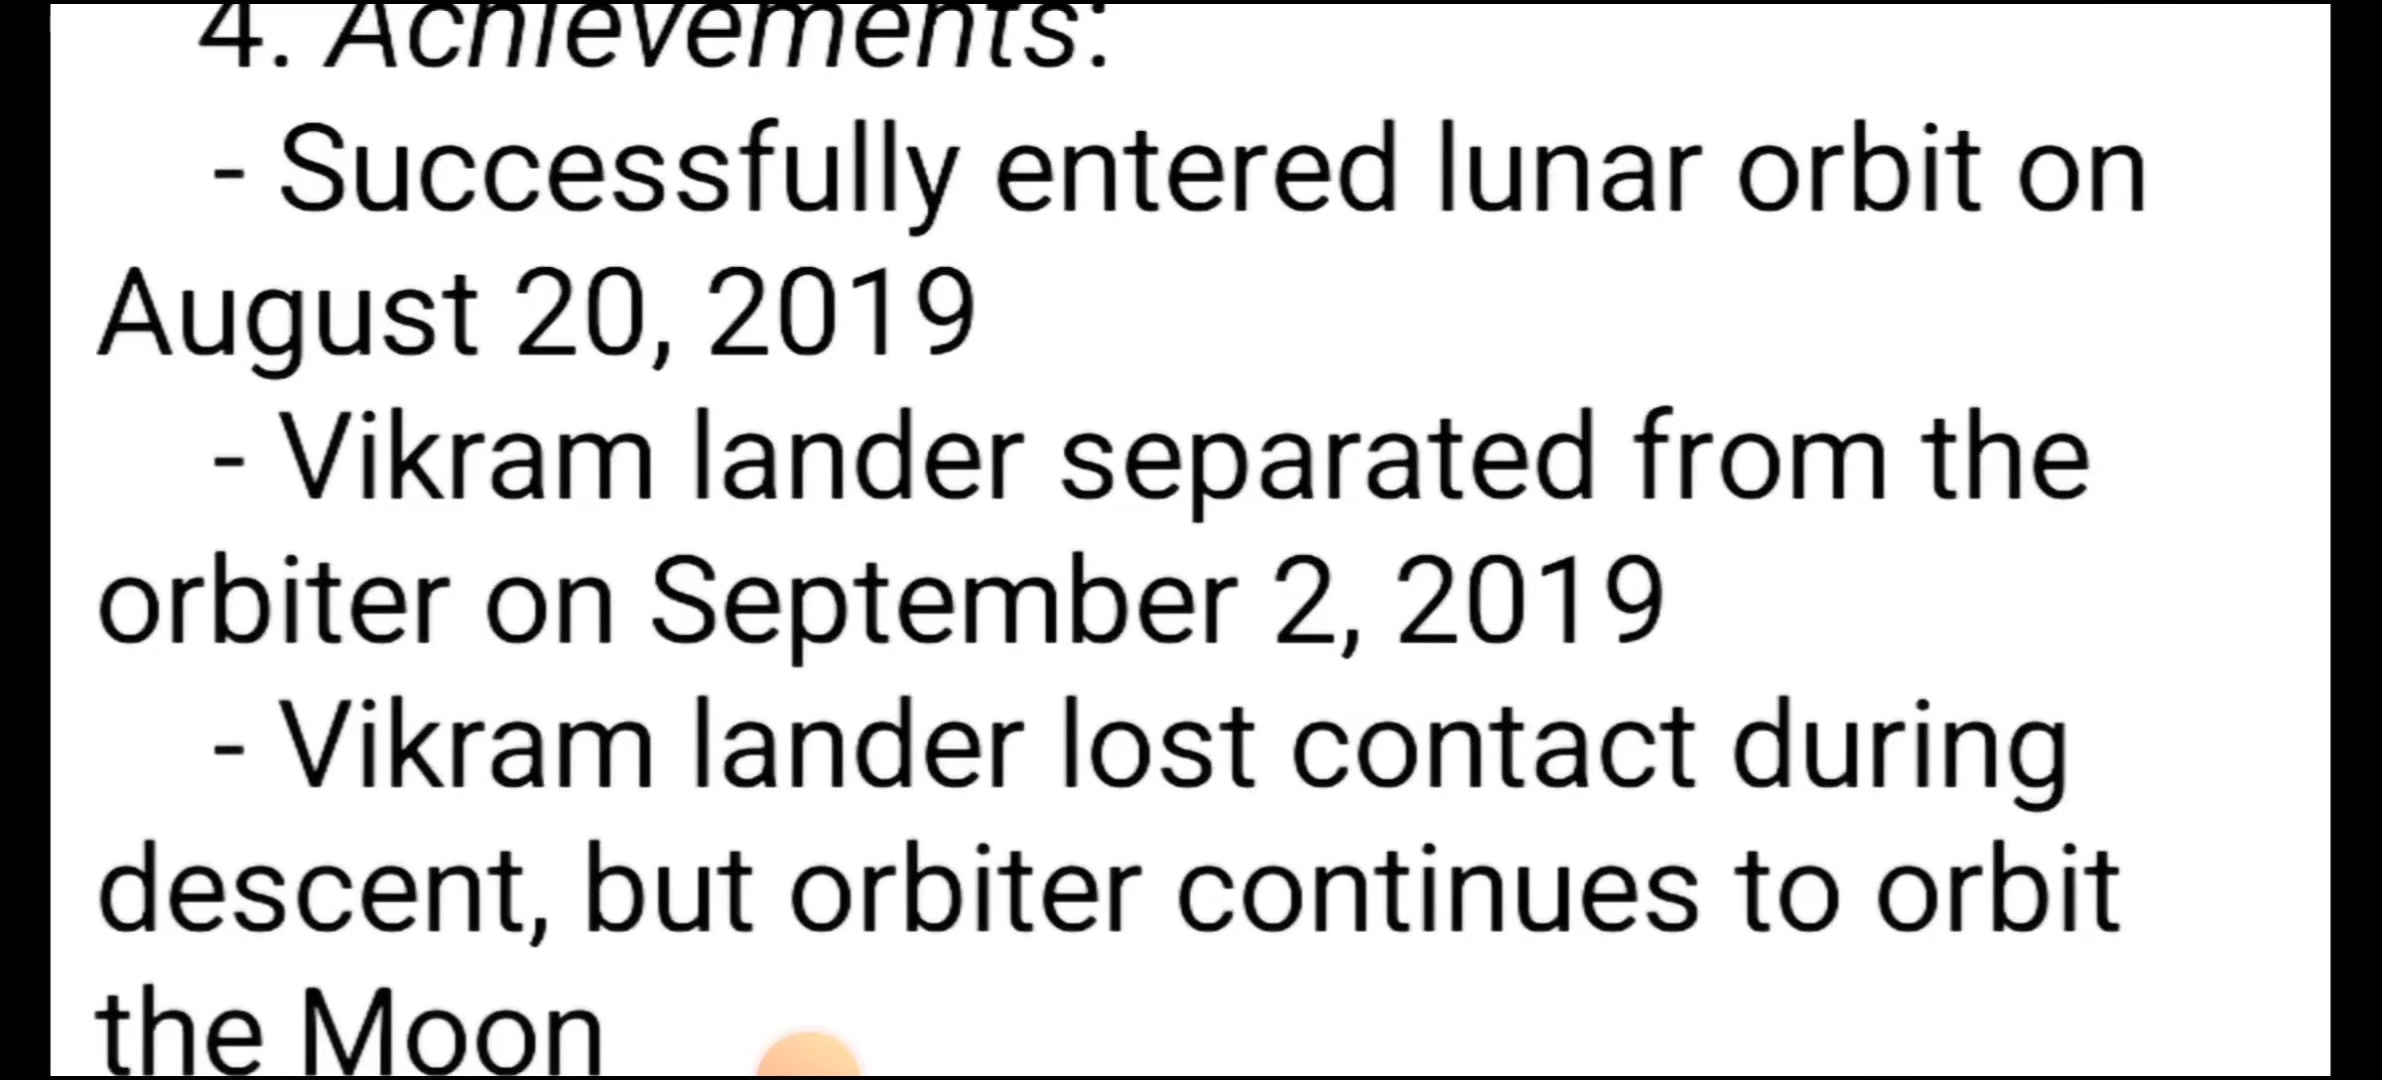 4. Achievements:
- Successfully entered lunar orbit on
August 20, 2019
- Vikram lander separated from the
orbiter on September 2, 2019
- Vikram lander lost contact during
descent, but orbiter continues to orbit
the Moon